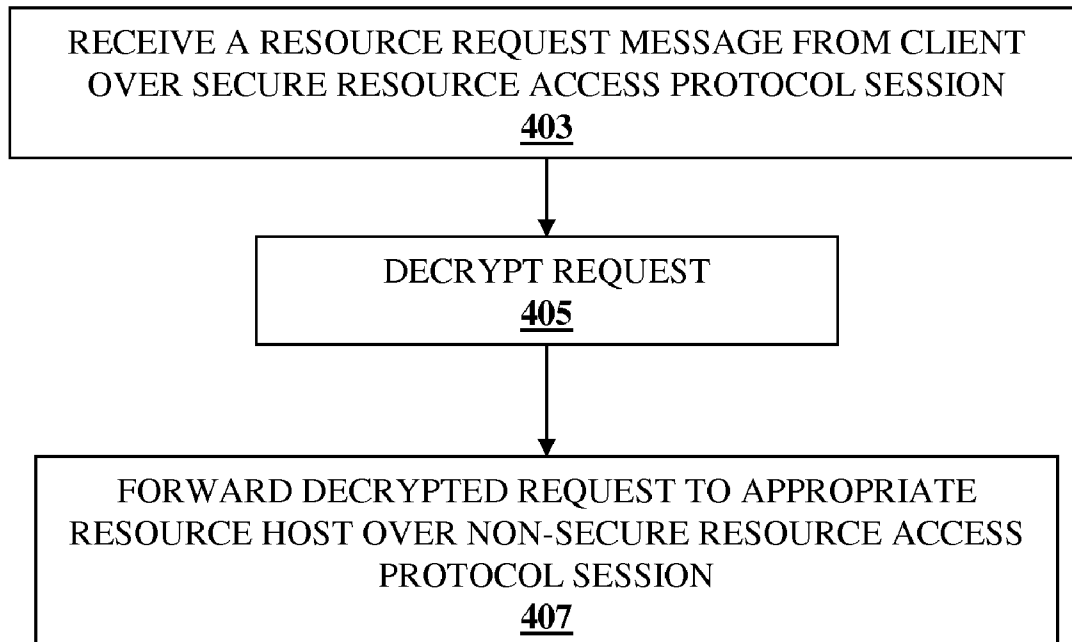 RECEIVE A RESOURCE REQUEST MESSAGE FROM CLIENT
OVER SECURE RESOURCE ACCESS PROTOCOL SESSION
403
DECRYPT REQUEST
405
FORWARD DECRYPTED REQUEST TO APPROPRIATE
RESOURCE HOST OVER NON-SECURE RESOURCE ACCESS
PROTOCOL SESSION
407